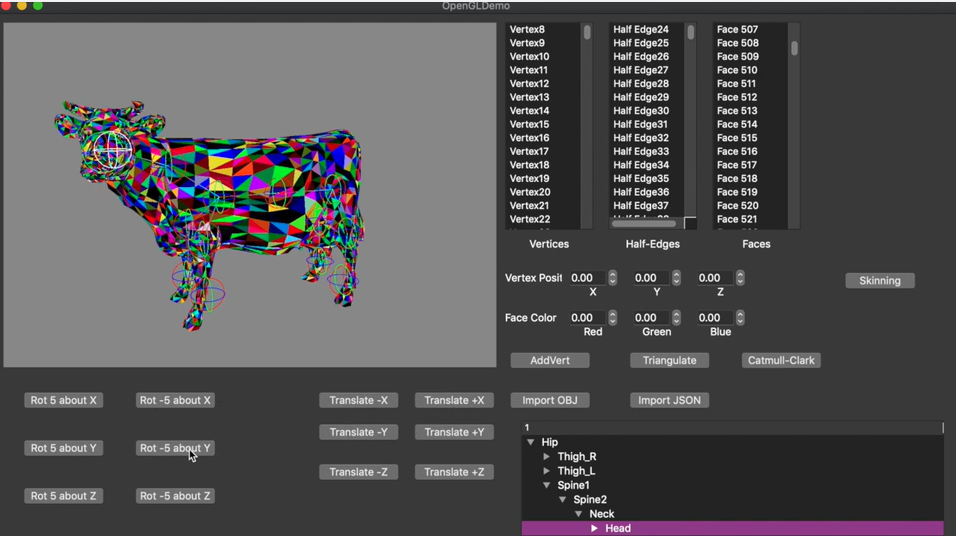 OpenGLDemo
Vertex8
Vertex9
Vertex10
Vertex11
Vertex12
Vertex13
Vertex14
Vertex15
Vertex16
Vertex17
Vertex18
Vertex19
Vertex20
Vertex21
Vertex22
Vertices
Half Edge24
Half Edge25
Half Edge26
Half Edge27
Half Edge28
Half Edge29
Half Edge30
Half Edge31
Half Edge32
Half Edge33
Half Edge34
Half Edge35
Half Edge36
Half Edge37
Half-Edges
Face 507
Face 508
Face 509
Face 510
Face 511
Face 512
Face 513
Face 514
Face 515
Face 516
Face 517
Face 518
Face 519
Face 520
Face 521
Faces
Vertex Posit 0.00 0.00 0.00
X Y Z
Skinning
Face Color 0.00 0.00 0.00
Red Green Blue
AddVert Triangulate Catmull-Clark
Import OBJ Import JSON
Rot 5 about X Rot -5 about X
Rot 5 about Y Rot -5 about Y
Rot 5 about Z Rot -5 about Z
Translate -X Translate +X
Translate -Y Translate +Y
Translate -Z Translate +Z
1
Hip
Thigh_R
Thigh_L
Spine1
Spine2
Neck
Head